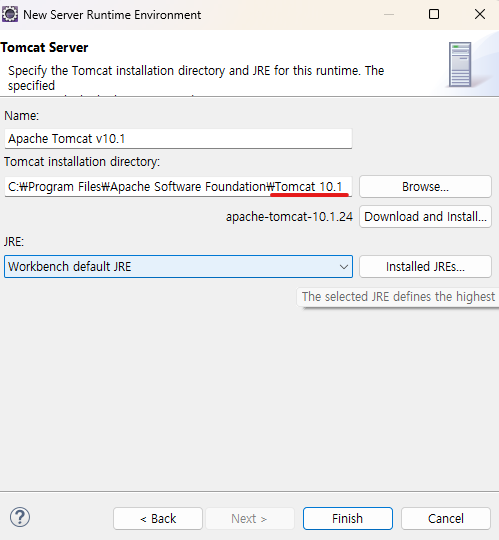 New Server Runtime Environment
Tomcat Server
Specify the Tomcat installation directory and JRE for this runtime. The
specified
Name:
Apache Tomcat v10.1
Tomcat installation directory:
C:₩Program Files₩Apache Software Foundation₩Tomcat 10.1
Browse...
apache-tomcat-10.1.24
Download and Install...
JRE:
Workbench default JRE
Installed JREs...
The selected JRE defines the highest
?
< Back
Next >
Finish
Cancel